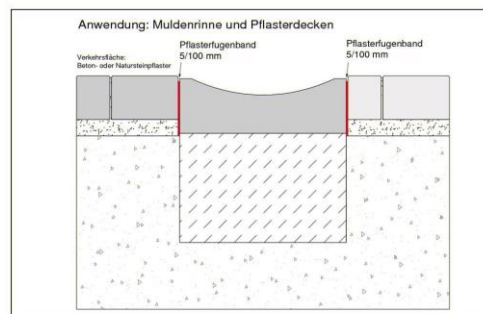 Anwendung: Muldenrinne und Pflasterdecken
Pflasterfugenband
5/100 mm
Pflasterfugenband
5/100 mm
Verkehrsfläche:
Beton- oder Natursteinpflaster